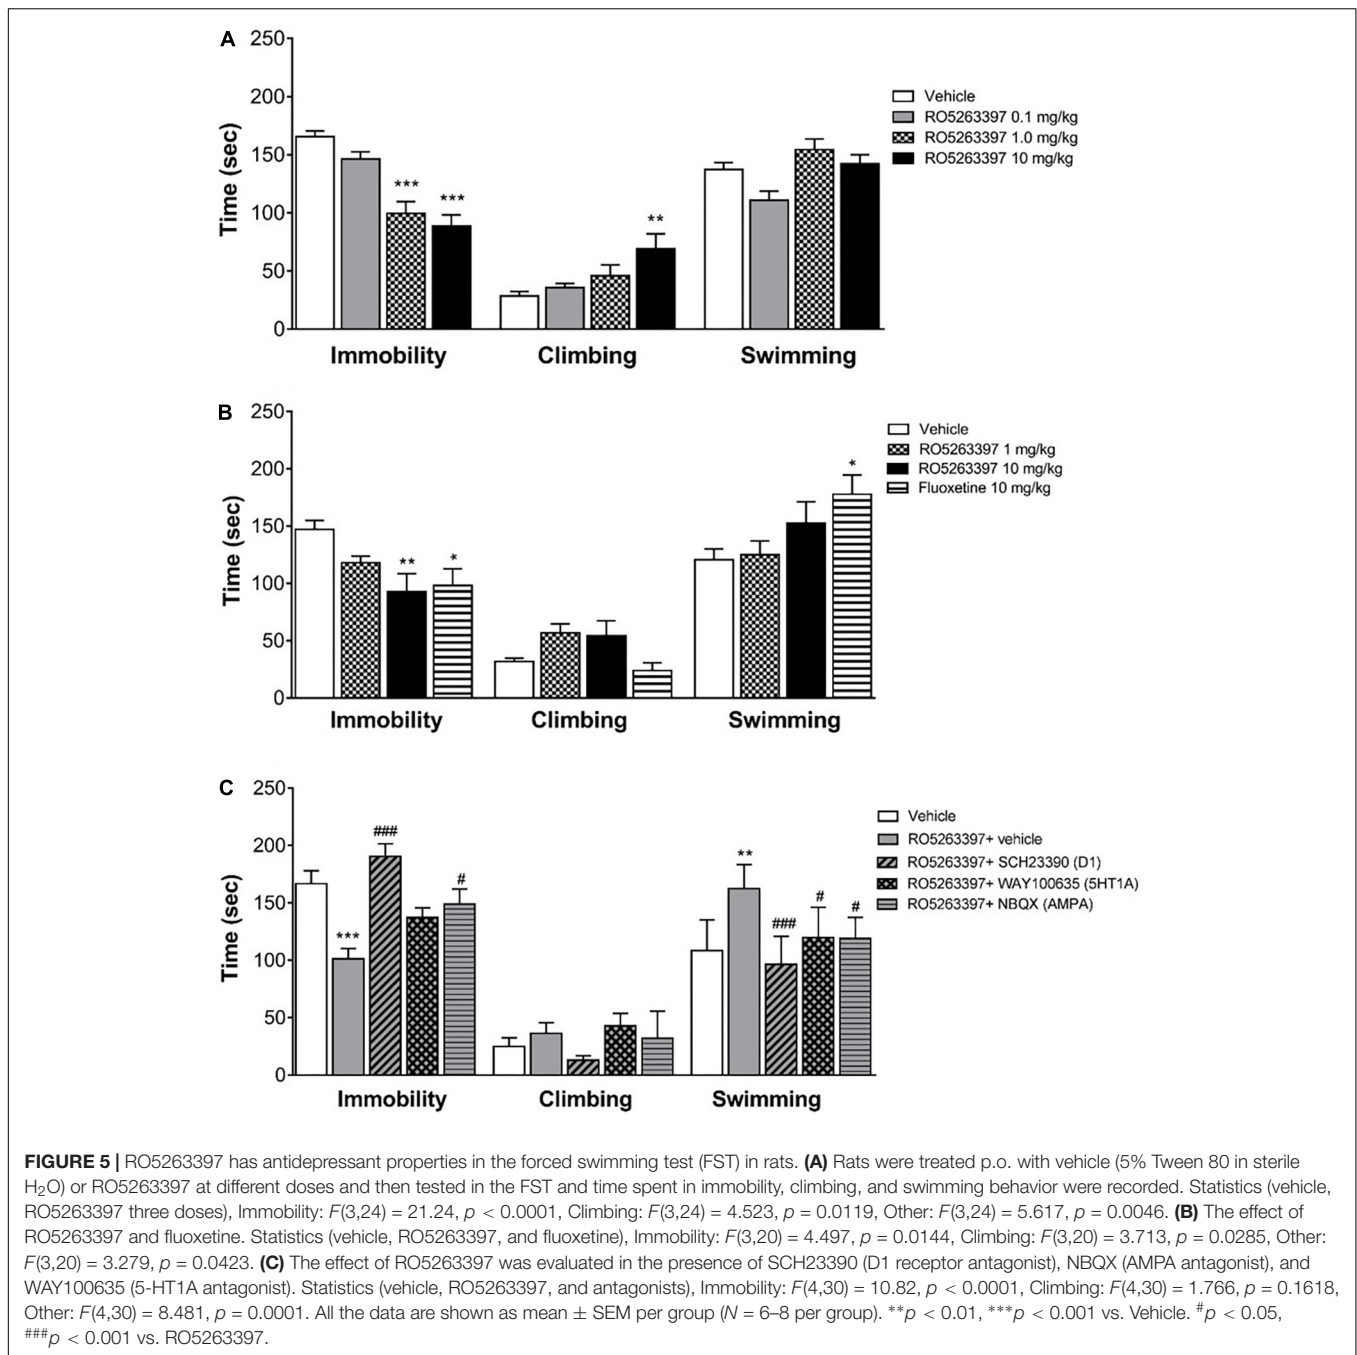 A
250
200
150
100
50
0
Time (sec)
***
***
**
Immobility
Climbing
Swimming
Vehicle
RO5263397 0.1 mg/kg
RO5263397 1.0 mg/kg
RO5263397 10 mg/kg
B
250
200
150
100
50
0
Time (sec)
**
*
*
Immobility
Climbing
Swimming
Vehicle
RO5263397 1 mg/kg
RO5263397 10 mg/kg
Fluoxetine 10 mg/kg
C
250
200
150
100
50
0
Time (sec)
***
###
#
**
###
#
#
Immobility
Climbing
Swimming
Vehicle
RO5263397+ vehicle
RO5263397+ SCH23390 (D1)
RO5263397+ WAY100635 (5HT1A)
RO5263397+ NBQX (AMPA)
FIGURE 5 | RO5263397 has antidepressant properties in the forced swimming test (FST) in rats. (A) Rats were treated p.o. with vehicle (5% Tween 80 in sterile
H₂O) or RO5263397 at different doses and then tested in the FST and time spent in immobility, climbing, and swimming behavior were recorded. Statistics (vehicle,
RO5263397 three doses), Immobility: F(3,24) = 21.24, p < 0.0001, Climbing: F(3,24) = 4.523, p = 0.0119, Other: F(3,24) = 5.617, p = 0.0046. (B) The effect of
RO5263397 and fluoxetine. Statistics (vehicle, RO5263397, and fluoxetine), Immobility: F(3,20) = 4.497, p = 0.0144, Climbing: F(3,20) = 3.713, p = 0.0285, Other:
F(3,20) = 3.279, p = 0.0423. (C) The effect of RO5263397 was evaluated in the presence of SCH23390 (D1 receptor antagonist), NBQX (AMPA antagonist), and
WAY100635 (5-HT1A antagonist). Statistics (vehicle, RO5263397, and antagonists), Immobility: F(4,30) = 10.82, p < 0.0001, Climbing: F(4,30) = 1.766, p = 0.1618,
Other: F(4,30) = 8.481, p = 0.0001. All the data are shown as mean ± SEM per group (N = 6–8 per group). **p < 0.01, ***p < 0.001 vs. Vehicle. #p < 0.05,
###p < 0.001 vs. RO5263397.